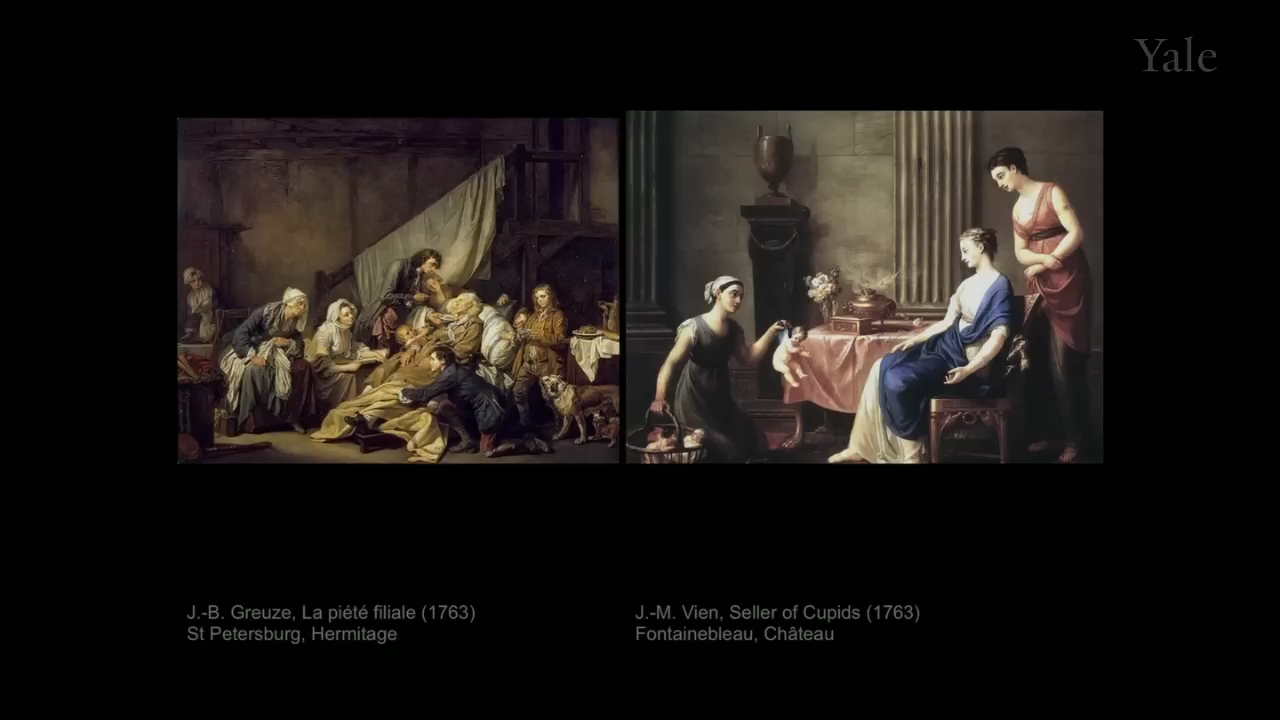 Yale
J.-B. Greuze, La piété filiale (1763)
St Petersburg, Hermitage
J.-M. Vien, Seller of Cupids (1763)
Fontainebleau, Château